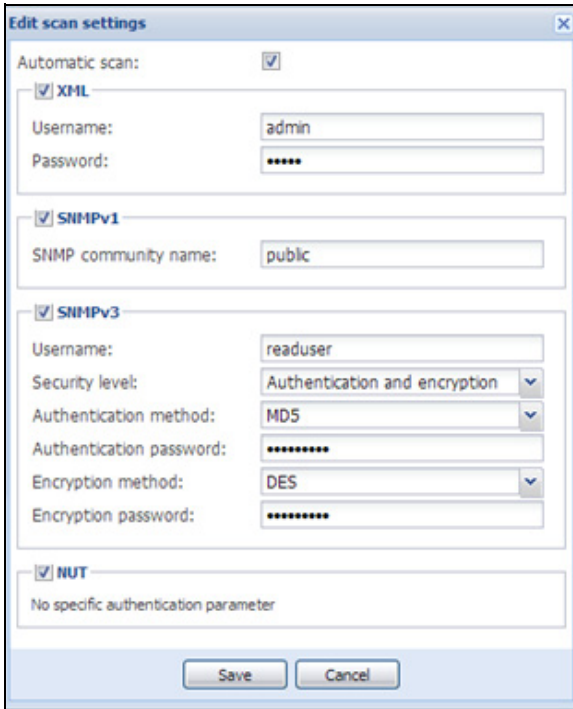 Edit scan settings
Automatic scan:
XML
Username: admin
Password: •••••
SNMPv1
SNMP community name: public
SNMPv3
Username: readuser
Security level: Authentication and encryption
Authentication method: MD5
Authentication password: •••••••••
Encryption method: DES
Encryption password: •••••••••
NUT
No specific authentication parameter
Save Cancel